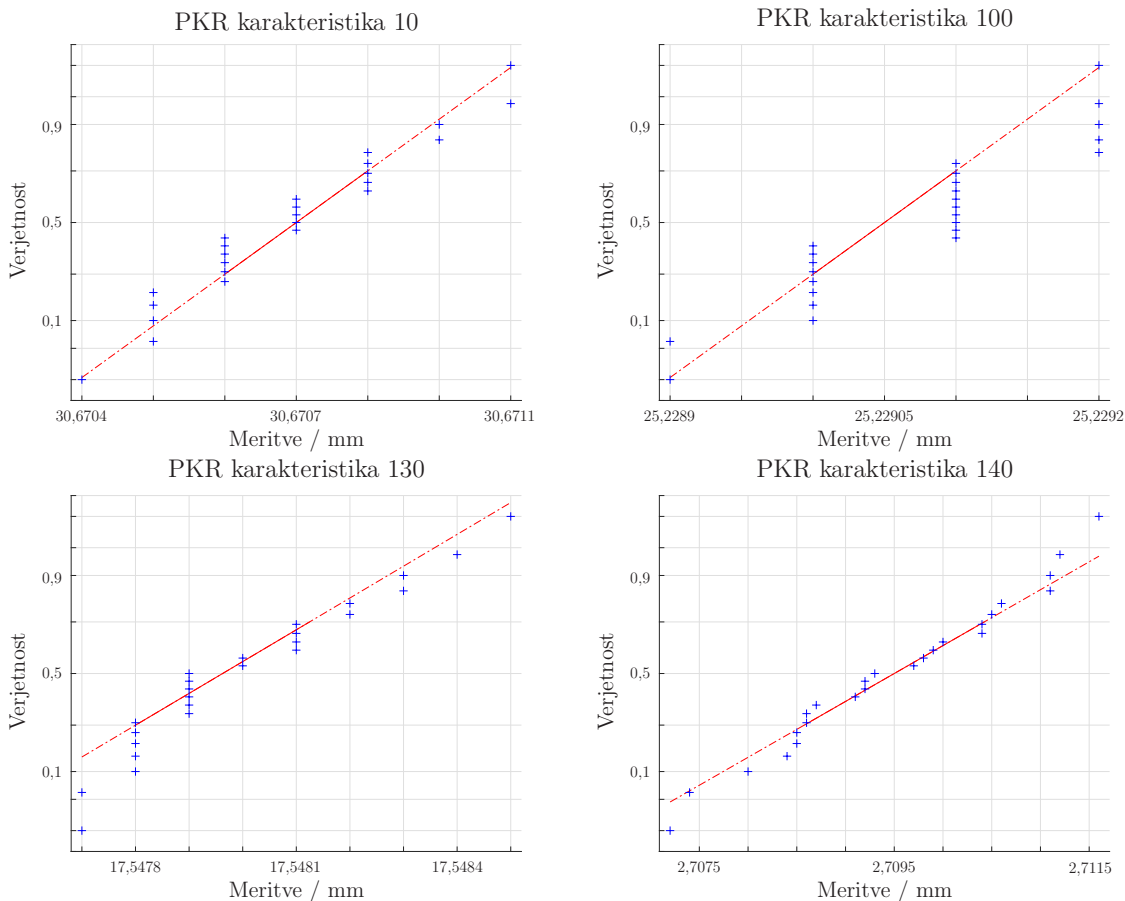 PKR karakteristika 10
Verjetnost
0,9
0,5
0,1
30,6704 30,6707 30,6711
Meritve / mm
PKR karakteristika 100
Verjetnost
0,9
0,5
0,1
25,2289 25,22905 25,2292
Meritve / mm
PKR karakteristika 130
Verjetnost
0,9
0,5
0,1
17,5478 17,5481 17,5484
Meritve / mm
PKR karakteristika 140
Verjetnost
0,9
0,5
0,1
2,7075 2,7095 2,7115
Meritve / mm